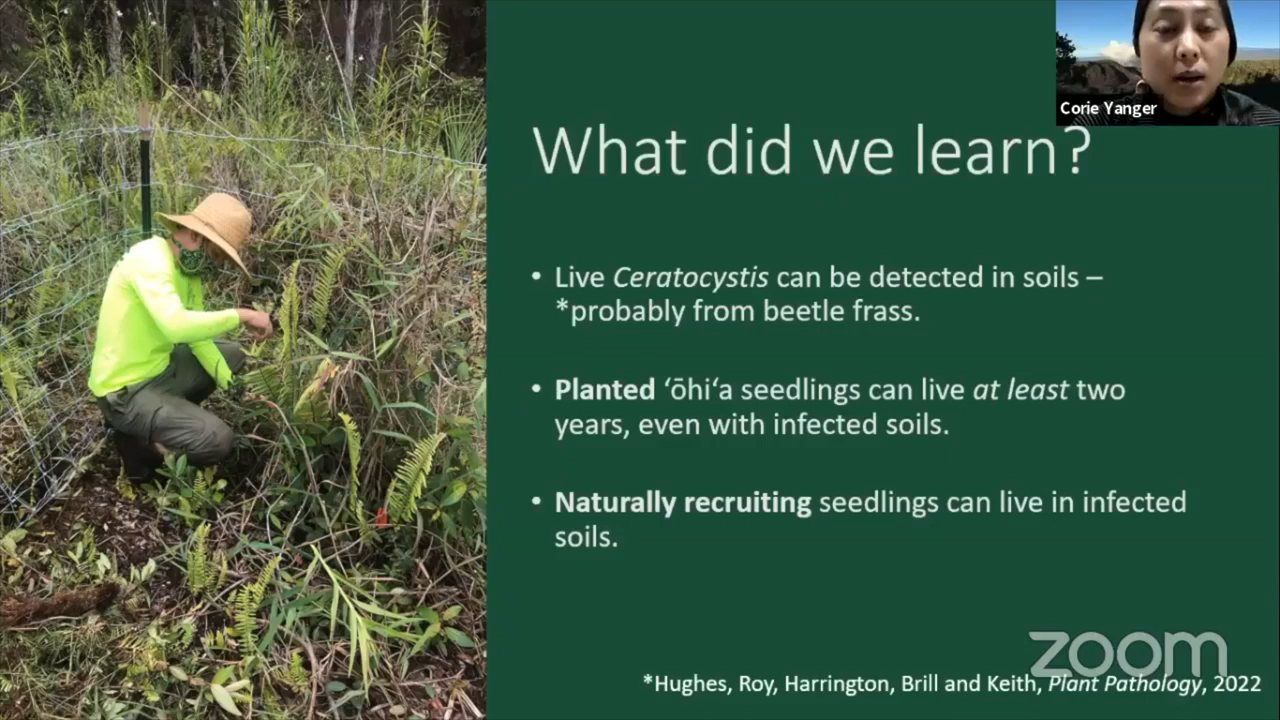 Corie Yanger
What did we learn?
• Live Ceratocystis can be detected in soils –
*probably from beetle frass.
• Planted ʻōhiʻa seedlings can live at least two
years, even with infected soils.
• Naturally recruiting seedlings can live in infected
soils.
zoom
*Hughes, Roy, Harrington, Brill and Keith, Plant Pathology, 2022